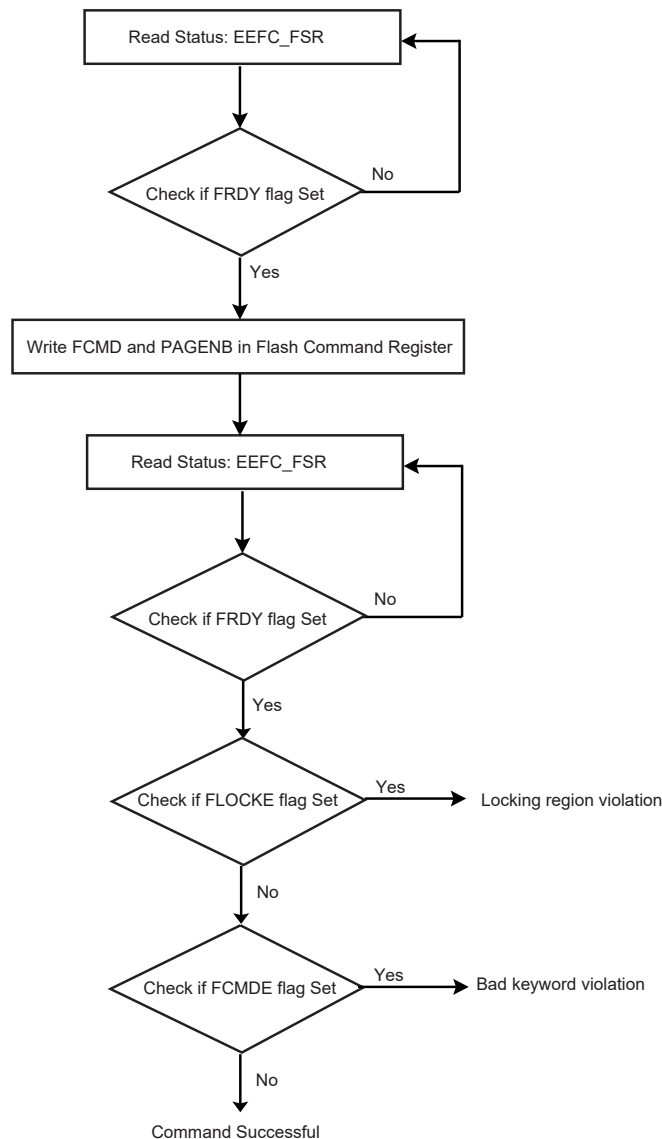 Read Status: EEFC_FSR
No
Check if FRDY flag Set
Yes
Write FCMD and PAGENB in Flash Command Register
Read Status: EEFC_FSR
No
Check if FRDY flag Set
Yes
Check if FLOCKE flag Set
Yes
Locking region violation
No
Check if FCMDE flag Set
Yes
Bad keyword violation
No
Command Successful